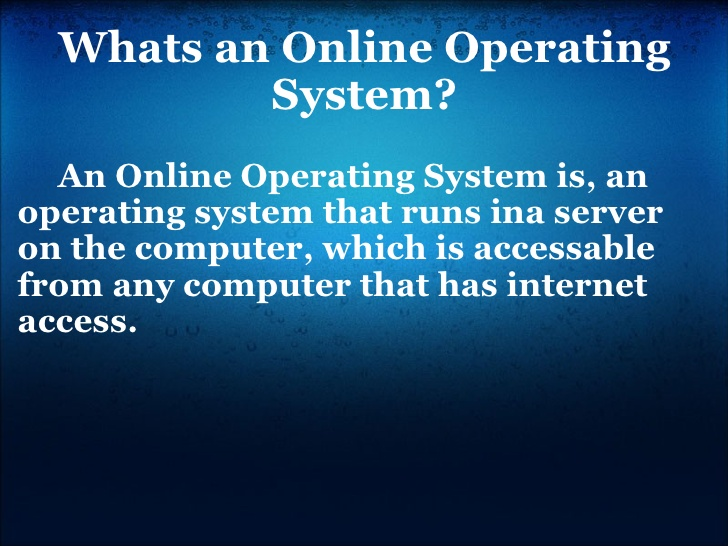 Whats an Online Operating
System?
An Online Operating System is, an
operating system that runs ina server
on the computer, which is accessable
from any computer that has internet
access.